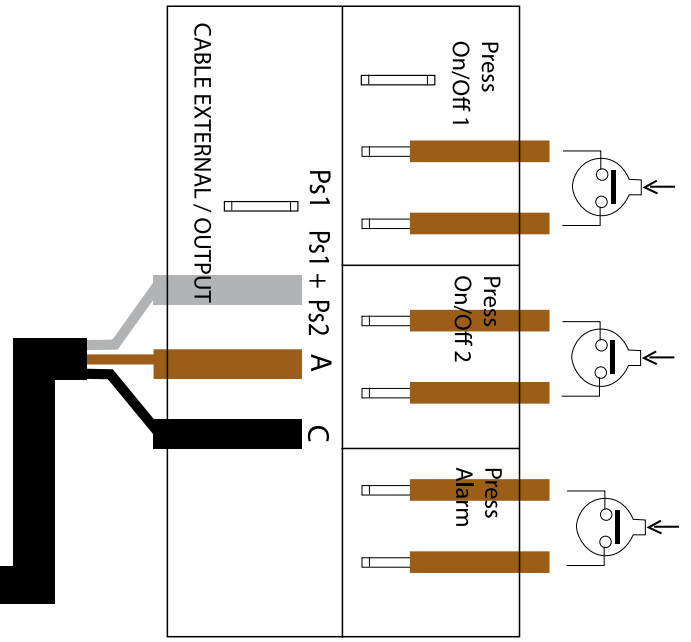 CABLE EXTERNAL / OUTPUT
Ps1
Ps1 + Ps2
A
C
Press
On/Off 1
Press
On/Off 2
Press
Alarm